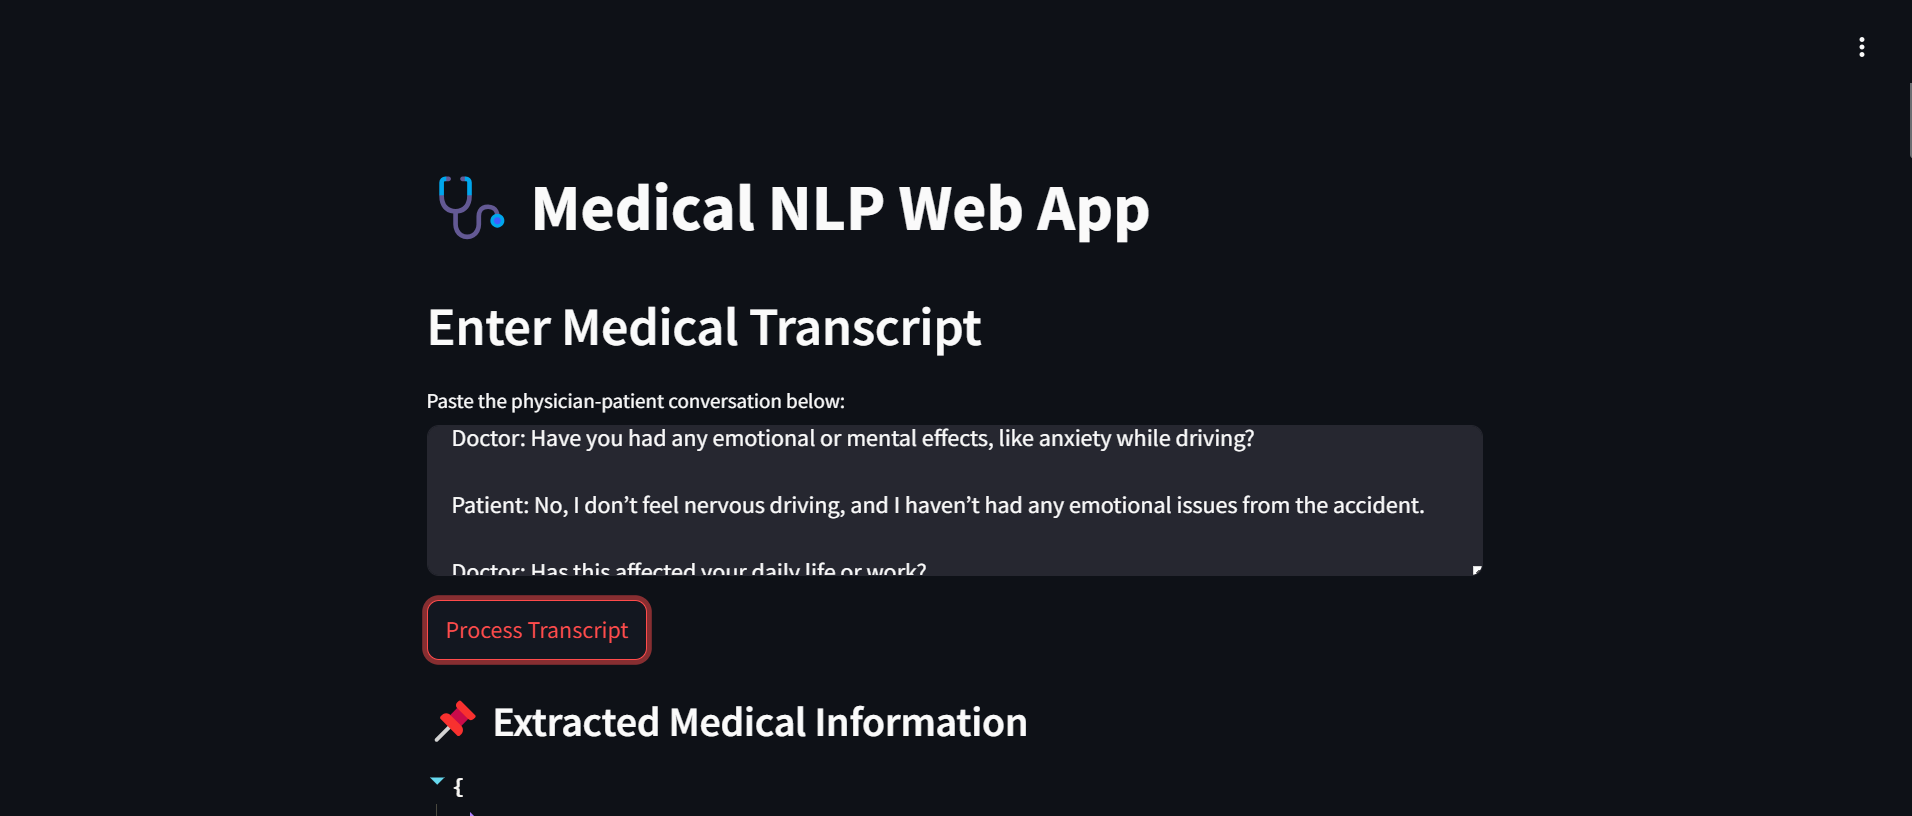 Medical NLP Web App
Enter Medical Transcript
Paste the physician-patient conversation below:
Doctor: Have you had any emotional or mental effects, like anxiety while driving?
Patient: No, I don’t feel nervous driving, and I haven’t had any emotional issues from the accident.
Doctor: Has this affected your daily life or work?
Process Transcript
Extracted Medical Information
{